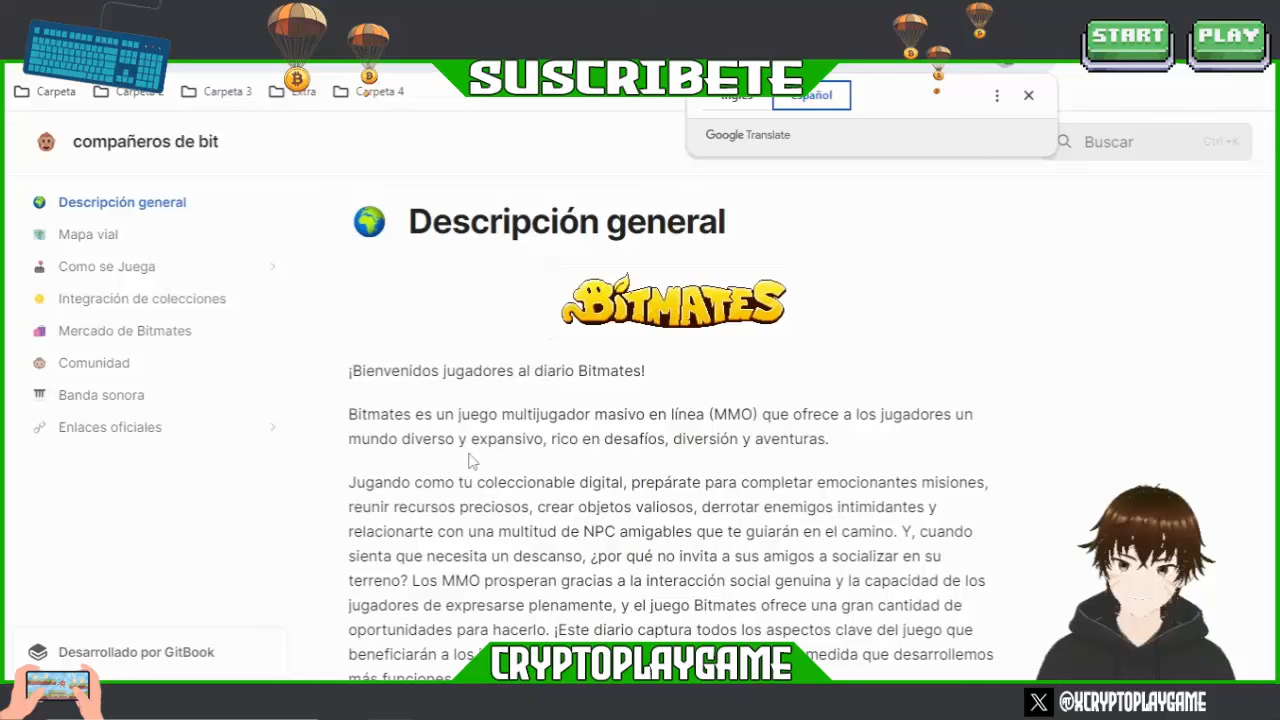 START
PLAY
SUSCRIBETE
Carpeta
Carpeta 2
Carpeta 3
Extra
Carpeta 4
Español
Google Translate
compañeros de bit
Buscar
Ctrl+K
Descripción general
Mapa vial
Como se Juega
Integración de colecciones
Mercado de Bitmates
Comunidad
Banda sonora
Enlaces oficiales
Desarrollado por GitBook
Descripción general
BITMATES
¡Bienvenidos jugadores al diario Bitmates!
Bitmates es un juego multijugador masivo en línea (MMO) que ofrece a los jugadores un
mundo diverso y expansivo, rico en desafíos, diversión y aventuras.
Jugando como tu coleccionable digital, prepárate para completar emocionantes misiones,
reunir recursos preciosos, crear objetos valiosos, derrotar enemigos intimidantes y
relacionarte con una multitud de NPC amigables que te guiarán en el camino. Y, cuando
sienta que necesita un descanso, ¿por qué no invita a sus amigos a socializar en su
terreno? Los MMO prosperan gracias a la interacción social genuina y la capacidad de los
jugadores de expresarse plenamente, y el juego Bitmates ofrece una gran cantidad de
oportunidades para hacerlo. ¡Este diario captura todos los aspectos clave del juego que
beneficiarán a los medida que desarrollemos
más funciones
CRYPTOPLAYGAME
@XCRYPTOPLAYGAME